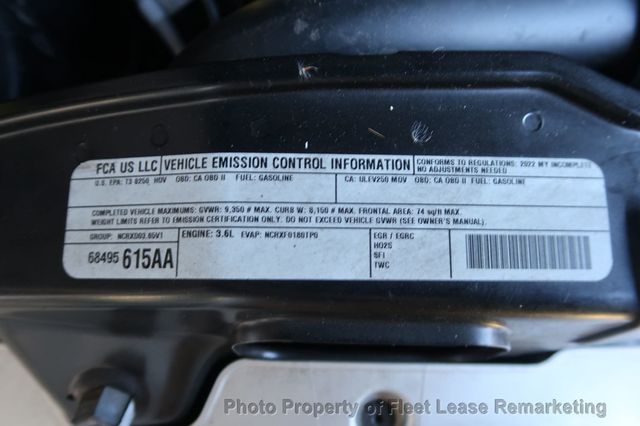 FCA US LLC VEHICLE EMISSION CONTROL INFORMATION CONFORMS TO REGULATIONS: 2022 MY INCOMPLETE
NO ADJUSTMENTS NEEDED
U.S. EPA: T3 B250 HDV OBD: CA OBD II FUEL: GASOLINE CA: ULEV250 MDV OBD: CA OBD II FUEL: GASOLINE
COMPLETED VEHICLE MAXIMUMS: GVWR: 9,350 # MAX. CURB W: 8,150 # MAX. FRONTAL AREA: 74 sq/ft MAX
WEIGHT LIMITS REFER TO EMISSION CERTIFICATION ONLY. DO NOT EXCEED VEHICLE GVWR (SEE OWNER'S MANUAL).
GROUP: NCRXD03.65V1 ENGINE: 3.6L EVAP: NCRXF0180TP0 EGR / EGRC
HO2S
SFI
TWC
68495 615AA
Photo Property of Fleet Lease Remarketing